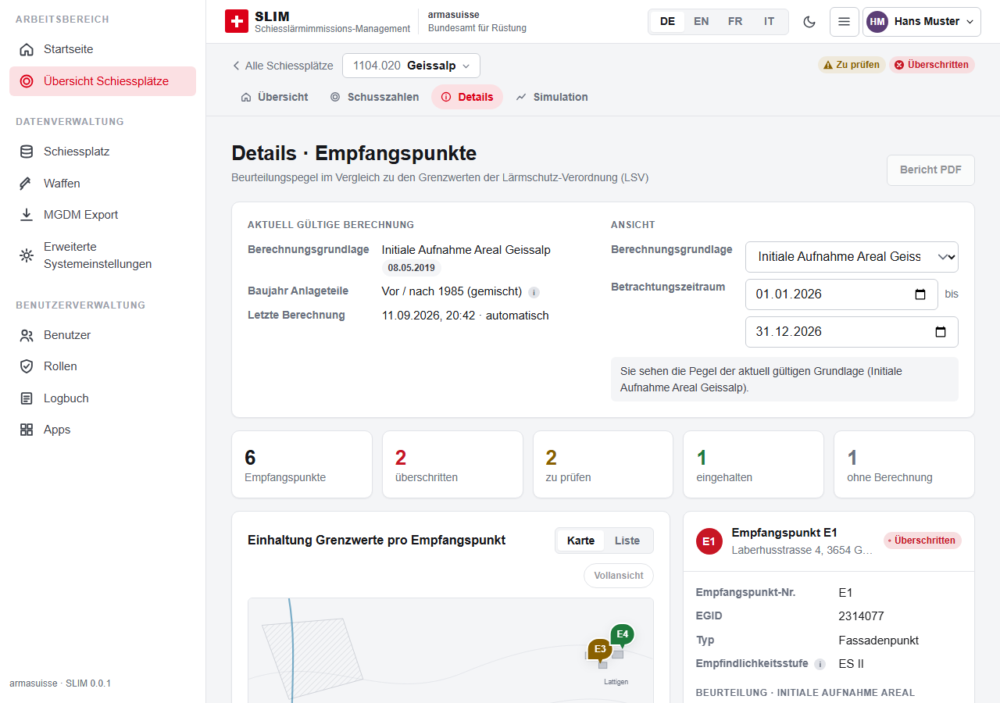 ARBEITSBEREICH
Startseite
Übersicht Schiessplätze
DATENVERWALTUNG
Schiessplatz
Waffen
MGDM Export
Erweiterte
Systemeinstellungen
BENUTZERVERWALTUNG
Benutzer
Rollen
Logbuch
Apps
armasuisse · SLIM 0.0.1
SLIM
Schiesslärmimmissions-Management
armasuisse
Bundesamt für Rüstung
DE EN FR IT
HM Hans Muster
Alle Schiessplätze
1104.020 Geissalp
Zu prüfen
Überschritten
Übersicht
Schusszahlen
Details
Simulation
Details · Empfangspunkte
Beurteilungspegel im Vergleich zu den Grenzwerten der Lärmschutz-Verordnung (LSV)
Bericht PDF
AKTUELL GÜLTIGE BERECHNUNG
Berechnungsgrundlage Initiale Aufnahme Areal Geissalp
08.05.2019
Baujahr Anlageteile Vor / nach 1985 (gemischt) i
Letzte Berechnung 11.09.2026, 20:42 · automatisch
ANSICHT
Berechnungsgrundlage Initiale Aufnahme Areal Geiss
Betrachtungszeitraum 01.01.2026 bis
31.12.2026
Sie sehen die Pegel der aktuell gültigen Grundlage (Initiale
Aufnahme Areal Geissalp).
6
Empfangspunkte
2
überschritten
2
zu prüfen
1
eingehalten
1
ohne Berechnung
Einhaltung Grenzwerte pro Empfangspunkt
Karte Liste
Vollansicht
E4
E3
Lattigen
E1
Empfangspunkt E1
Laberhusstrasse 4, 3654 G…
Überschritten
Empfangspunkt-Nr. E1
EGID 2314077
Typ Fassadenpunkt
Empfindlichkeitsstufe i ES II
BEURTEILUNG · INITIALE AUFNAHME AREAL